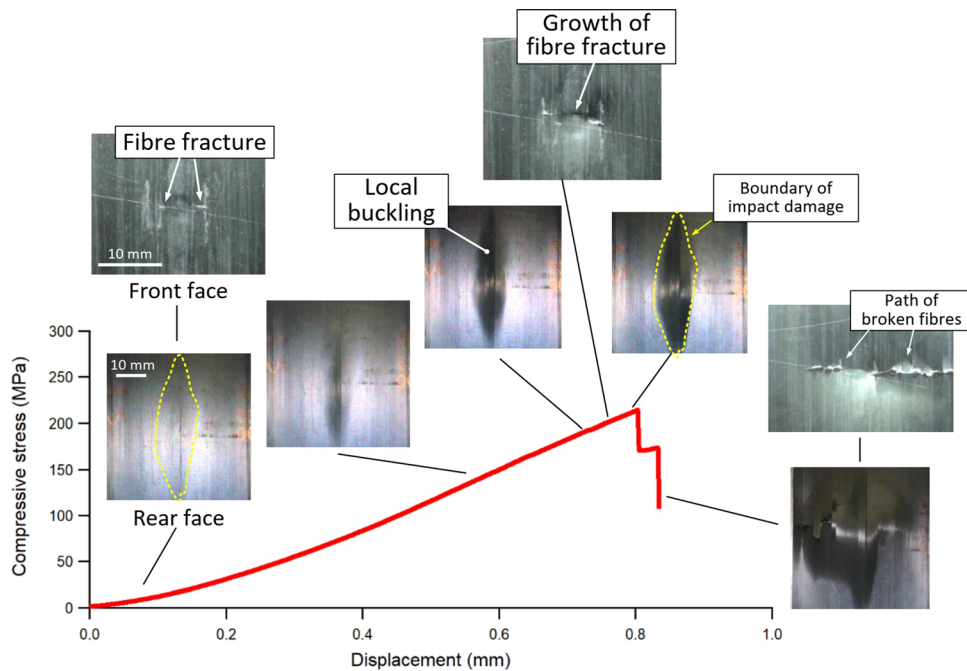 Growth of
fibre fracture
Fibre fracture
Local
buckling
Boundary of
impact damage
10 mm
Front face
Path of
broken fibres
10 mm
Rear face
Compressive stress (MPa)
300
250
200
150
100
50
0
0.0
0.2
0.4
0.6
0.8
1.0
Displacement (mm)